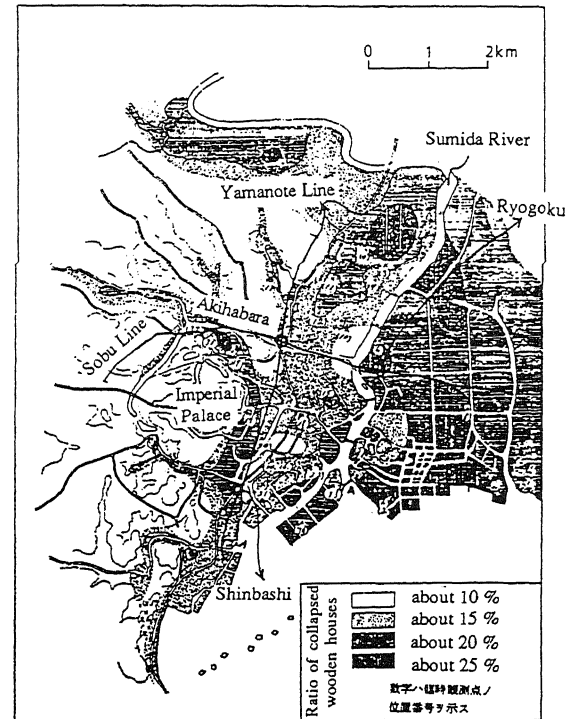 0 1 2km
Sumida River
Yamanote Line
Ryogoku
Akihabara
Sobu Line
Imperial
Palace
Shinbashi
Ratio of collapsed
wooden houses
about 10 %
about 15 %
about 20 %
about 25 %
数字ハ臨時観測点ノ
位置番号ヲ示ス